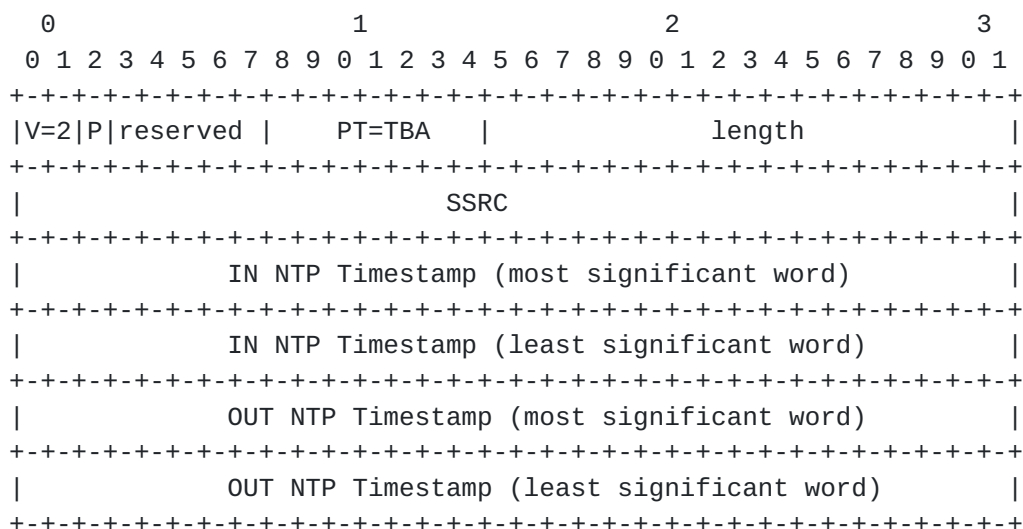 0                   1                   2                   3
0 1 2 3 4 5 6 7 8 9 0 1 2 3 4 5 6 7 8 9 0 1 2 3 4 5 6 7 8 9 0 1
+-+-+-+-+-+-+-+-+-+-+-+-+-+-+-+-+-+-+-+-+-+-+-+-+-+-+-+-+-+-+-+-+
|V=2|P|reserved |    PT=TBA   |              length             |
+-+-+-+-+-+-+-+-+-+-+-+-+-+-+-+-+-+-+-+-+-+-+-+-+-+-+-+-+-+-+-+-+
|                           SSRC                                |
+-+-+-+-+-+-+-+-+-+-+-+-+-+-+-+-+-+-+-+-+-+-+-+-+-+-+-+-+-+-+-+-+
|             IN NTP Timestamp (most significant word)          |
+-+-+-+-+-+-+-+-+-+-+-+-+-+-+-+-+-+-+-+-+-+-+-+-+-+-+-+-+-+-+-+-+
|             IN NTP Timestamp (least significant word)         |
+-+-+-+-+-+-+-+-+-+-+-+-+-+-+-+-+-+-+-+-+-+-+-+-+-+-+-+-+-+-+-+-+
|             OUT NTP Timestamp (most significant word)         |
+-+-+-+-+-+-+-+-+-+-+-+-+-+-+-+-+-+-+-+-+-+-+-+-+-+-+-+-+-+-+-+-+
|             OUT NTP Timestamp (least significant word)        |
+-+-+-+-+-+-+-+-+-+-+-+-+-+-+-+-+-+-+-+-+-+-+-+-+-+-+-+-+-+-+-+-+